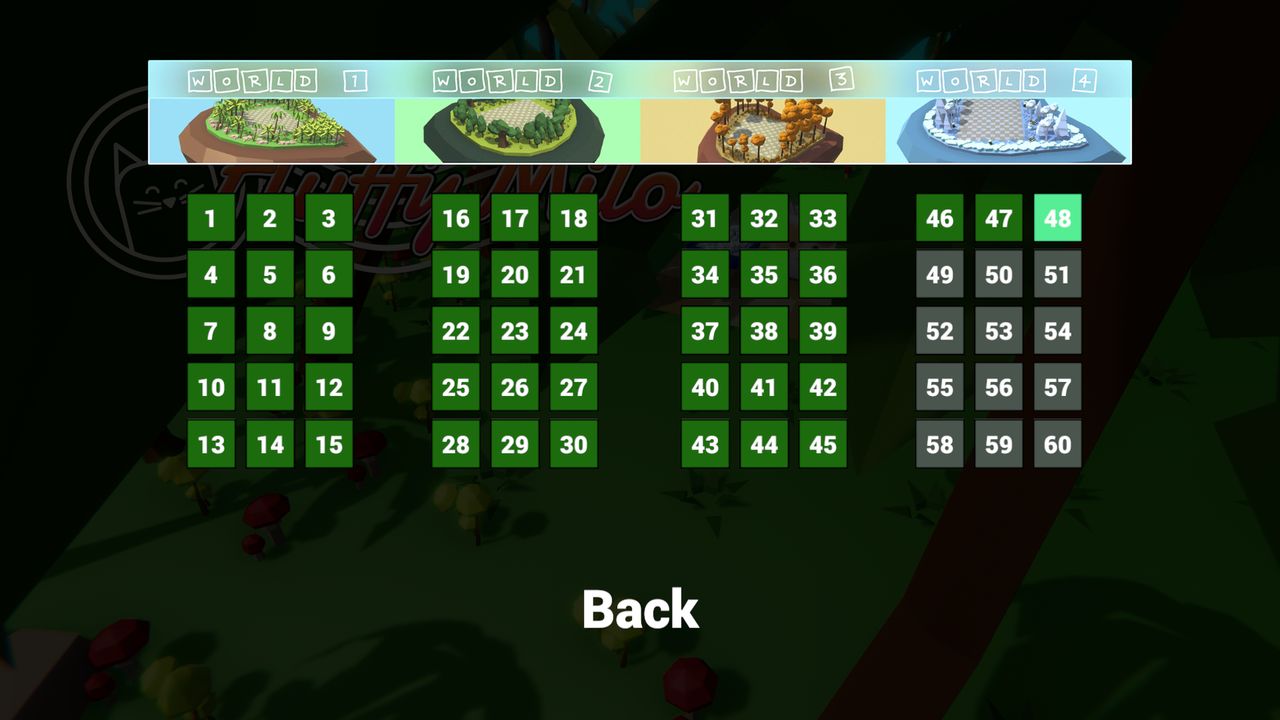 WORLD 1 WORLD 2 WORLD 3 WORLD 4
Fluffy Milo
1 2 3 16 17 18 31 32 33 46 47 48
4 5 6 19 20 21 34 35 36 49 50 51
7 8 9 22 23 24 37 38 39 52 53 54
10 11 12 25 26 27 40 41 42 55 56 57
13 14 15 28 29 30 43 44 45 58 59 60
Back